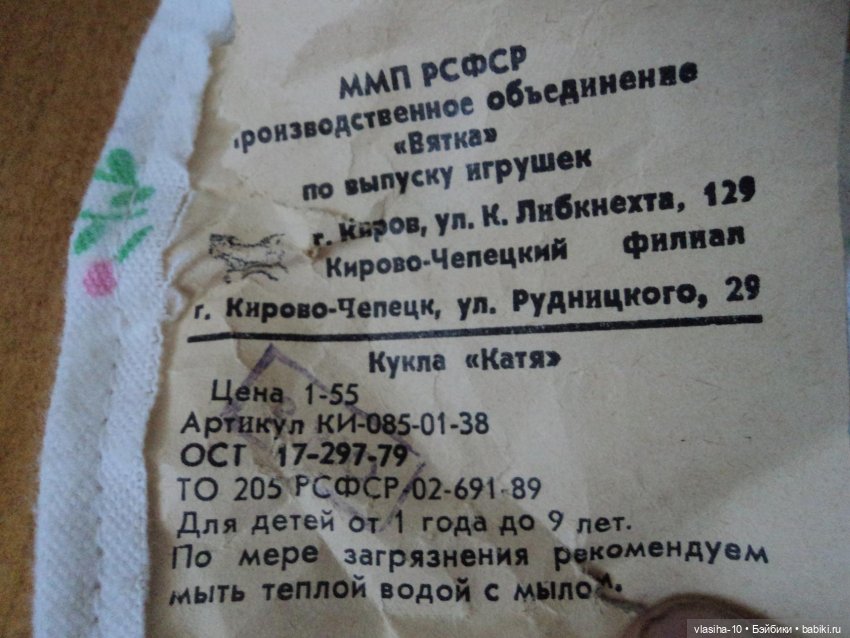 ММП РСФСР
роизводственное объединение
«Вятка»
по выпуску игрушек
г. Киров, ул. К. Либкнехта, 129
Кирово-Чепецкий филиал
г. Кирово-Чепецк, ул. Рудницкого, 29
Кукла «Катя»
Цена 1-55
Артикул КИ-085-01-38
ОСТ 17-297-79
ТО 205 РСФСР 02-691-89
Для детей от 1 года до 9 лет.
По мере загрязнения рекомендуем
мыть теплой водой с мылом.
vlasiha-10 • Бэйбики • babiki.ru